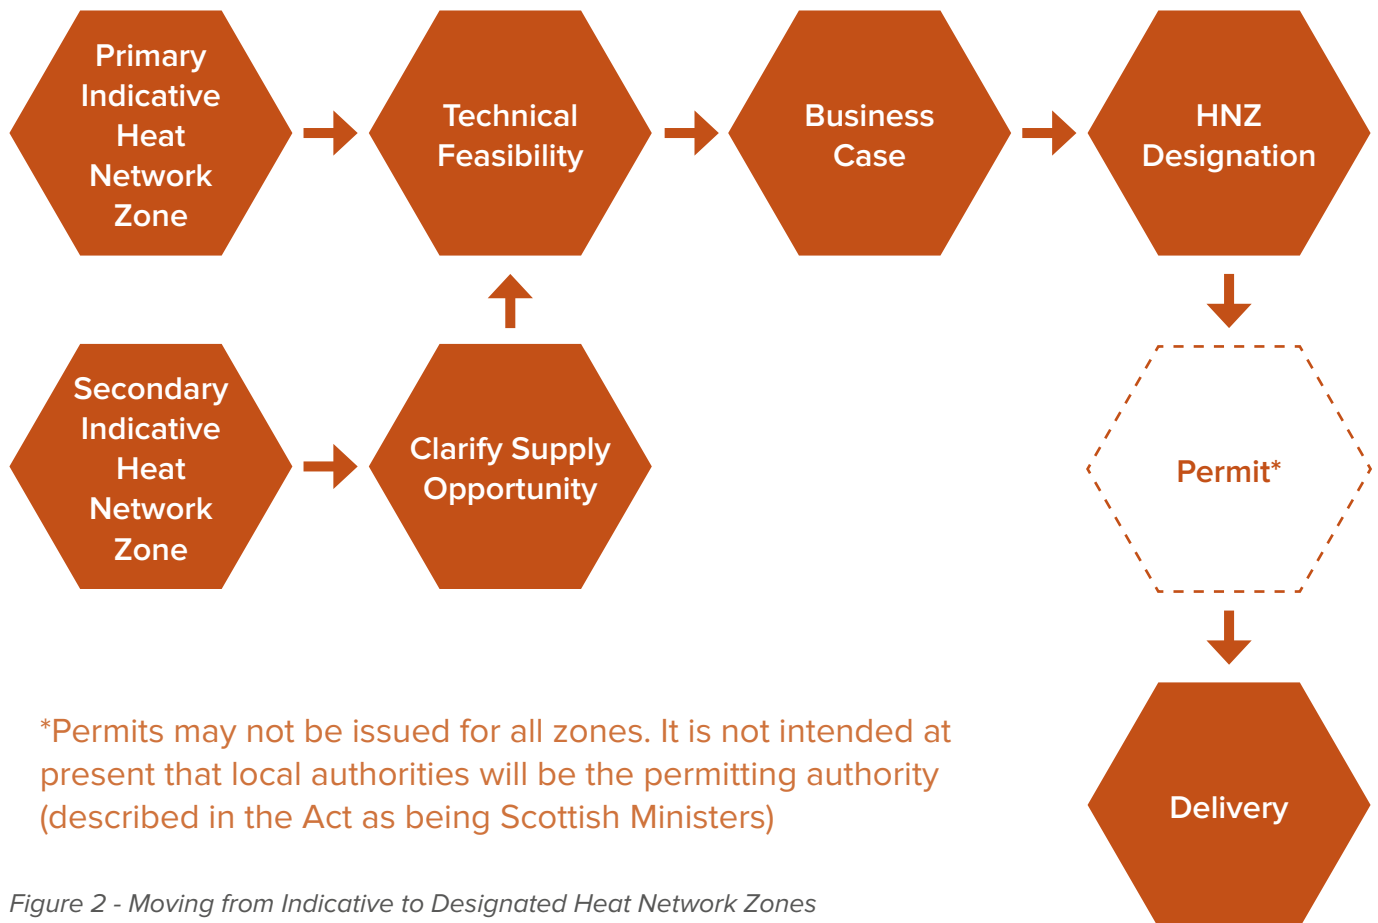 Primary
Indicative
Heat
Network
Zone
Technical
Feasibility
Business
Case
HNZ
Designation
Secondary
Indicative
Heat
Network
Zone
Clarify Supply
Opportunity
Permit*
Delivery
*Permits may not be issued for all zones. It is not intended at
present that local authorities will be the permitting authority
(described in the Act as being Scottish Ministers)
Figure 2 - Moving from Indicative to Designated Heat Network Zones